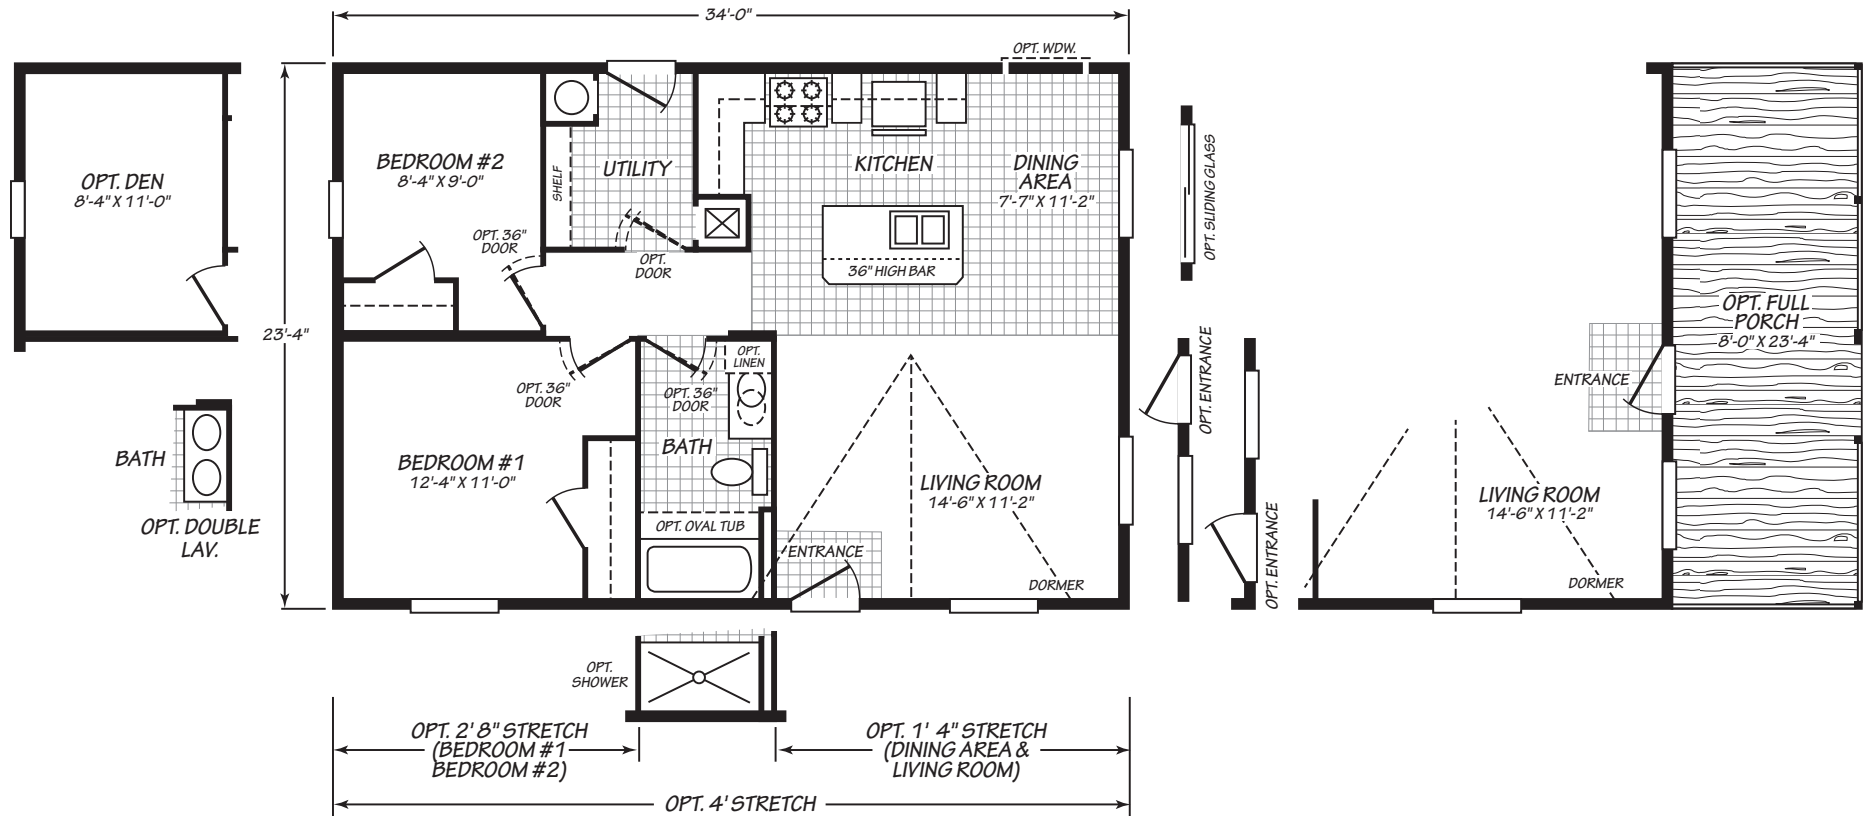 34'-0"
OPT. WDW.
OPT. DEN
8'-4" X 11'-0"
BEDROOM #2
8'-4" X 9'-0"
SHELF
UTILITY
KITCHEN
DINING
AREA
7'-7" X 11'-2"
OPT. SLIDING GLASS
OPT. 36"
DOOR
OPT.
DOOR
36" HIGH BAR
23'-4"
OPT. FULL
PORCH
8'-0" X 23'-4"
OPT. 36"
DOOR
OPT.
LINEN
OPT. 36"
DOOR
OPT. ENTRANCE
ENTRANCE
BATH
OPT. DOUBLE
LAV.
BEDROOM #1
12'-4" X 11'-0"
BATH
LIVING ROOM
14'-6" X 11'-2"
OPT. OVAL TUB
ENTRANCE
DORMER
OPT. ENTRANCE
LIVING ROOM
14'-6" X 11'-2"
DORMER
OPT.
SHOWER
OPT. 2' 8" STRETCH
(BEDROOM #1
BEDROOM #2)
OPT. 1' 4" STRETCH
(DINING AREA &
LIVING ROOM)
OPT. 4' STRETCH